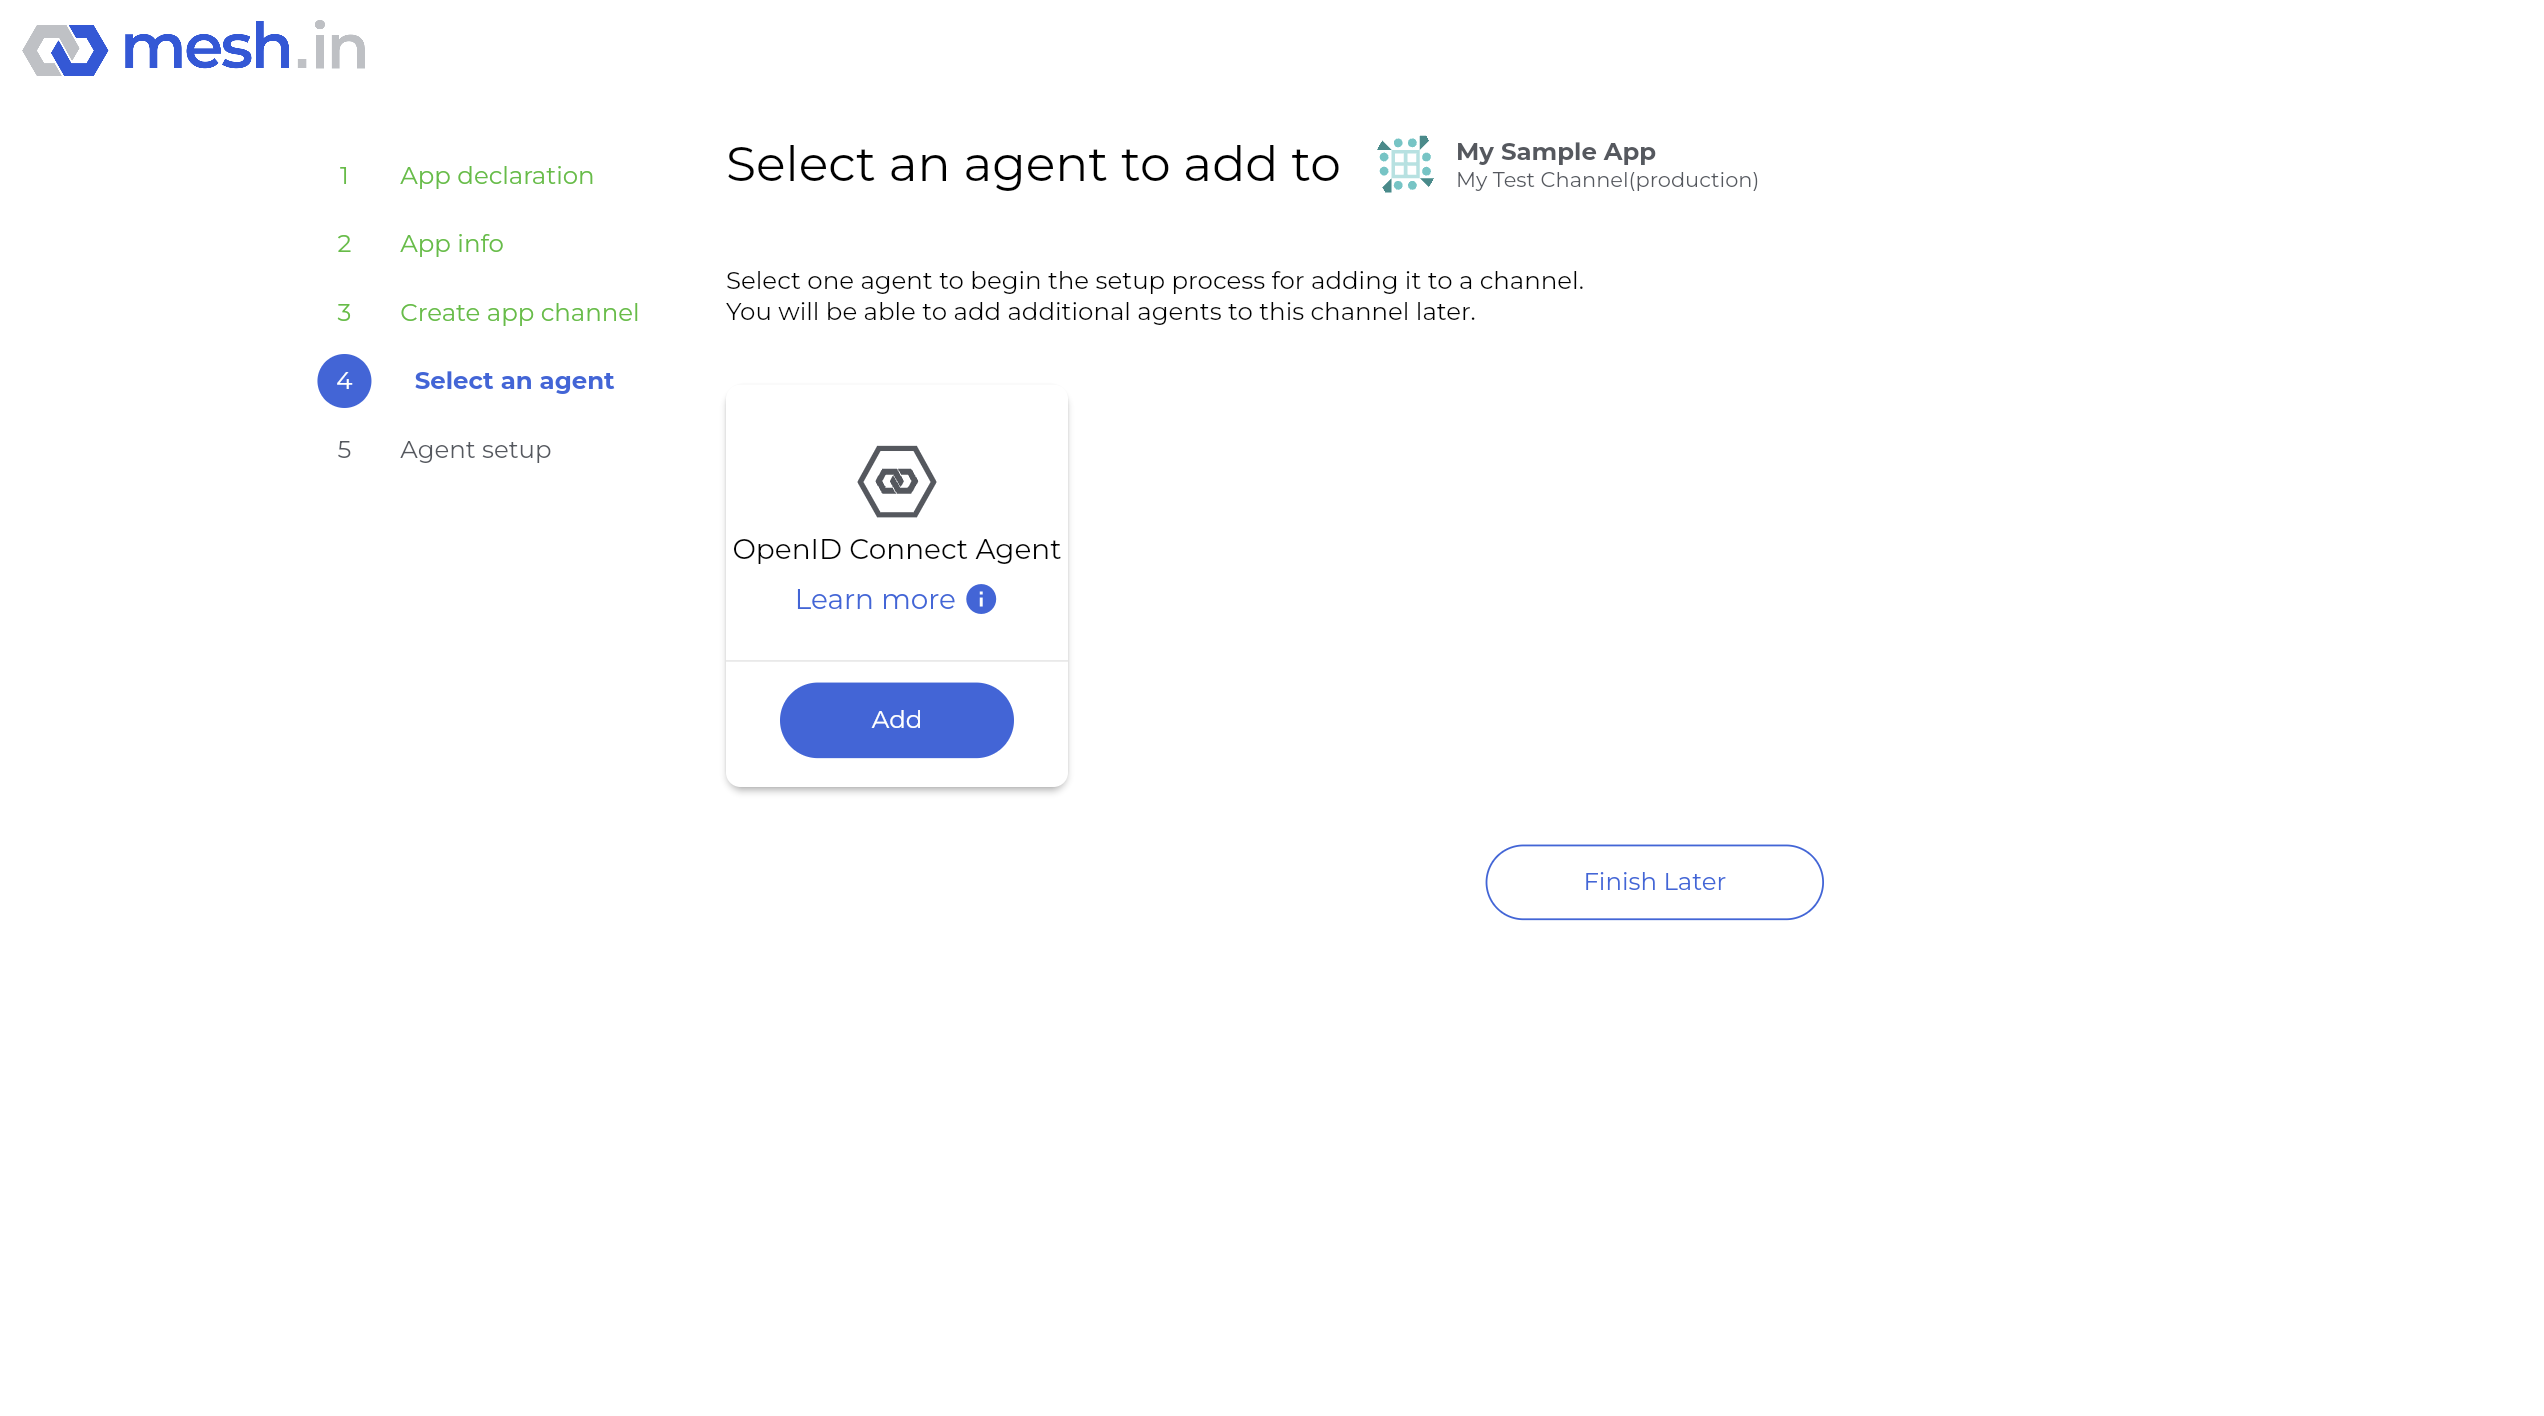 mesh.in
1 App declaration
2 App info
3 Create app channel
4 Select an agent
5 Agent setup
Select an agent to add to
My Sample App
My Test Channel(production)
Select one agent to begin the setup process for adding it to a channel.
You will be able to add additional agents to this channel later.
OpenID Connect Agent
Learn more
Add
Finish Later